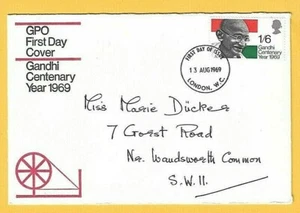 GPO
First Day
Cover
Gandhi
Centenary
Year 1969
FIRST DAY OF ISSUE
13 AUG 1969
LONDON, W.C.
1/6
Gandhi
Centenary
Year 1969
Miss Marie Dückers
7 Gorst Road
Nr. Wandsworth Common
S.W.11.